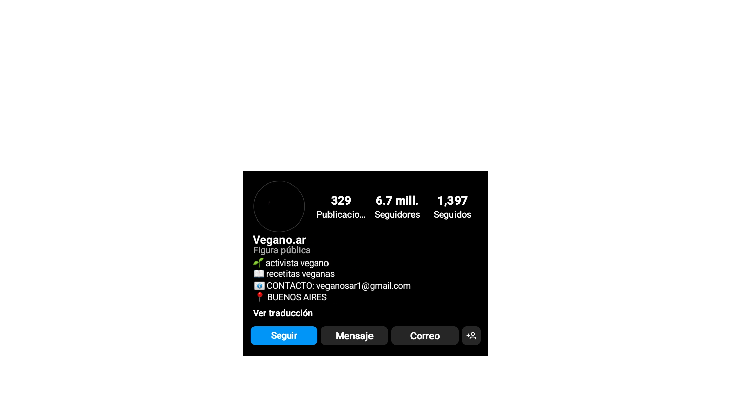 329 6.7 mill. 1,397
Publicacio... Seguidores Seguidos
Vegano.ar
Figura pública
🌱 activista vegano
📖 recetitas veganas
📧 CONTACTO: veganosar1@gmail.com
📍 BUENOS AIRES
Ver traducción
Seguir Mensaje Correo